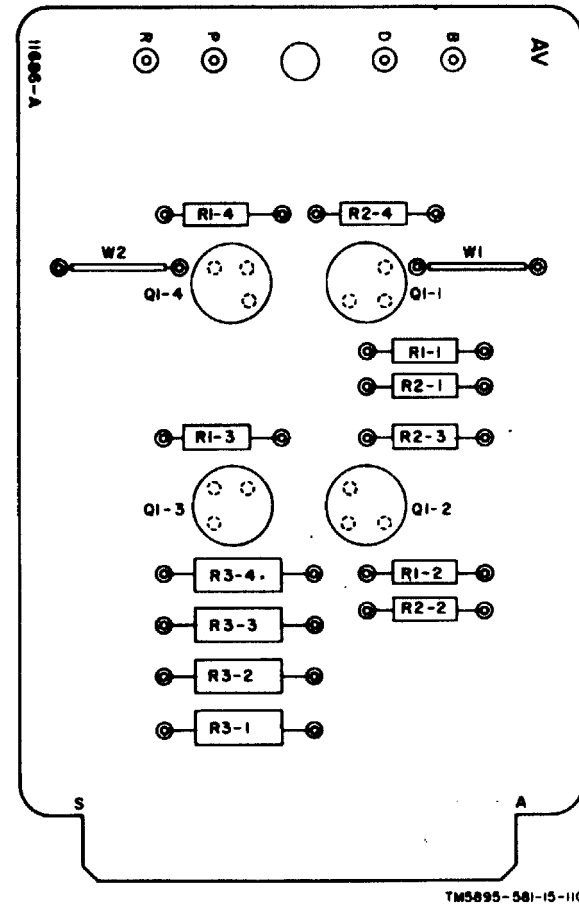 11686-A
R P D B
AV
R1-4 R2-4
W2 W1
Q1-4 Q1-1
R1-1
R2-1
R1-3 R2-3
Q1-3 Q1-2
R3-4 R1-2
R3-3 R2-2
R3-2
R3-1
S A
TM5895-581-15-110